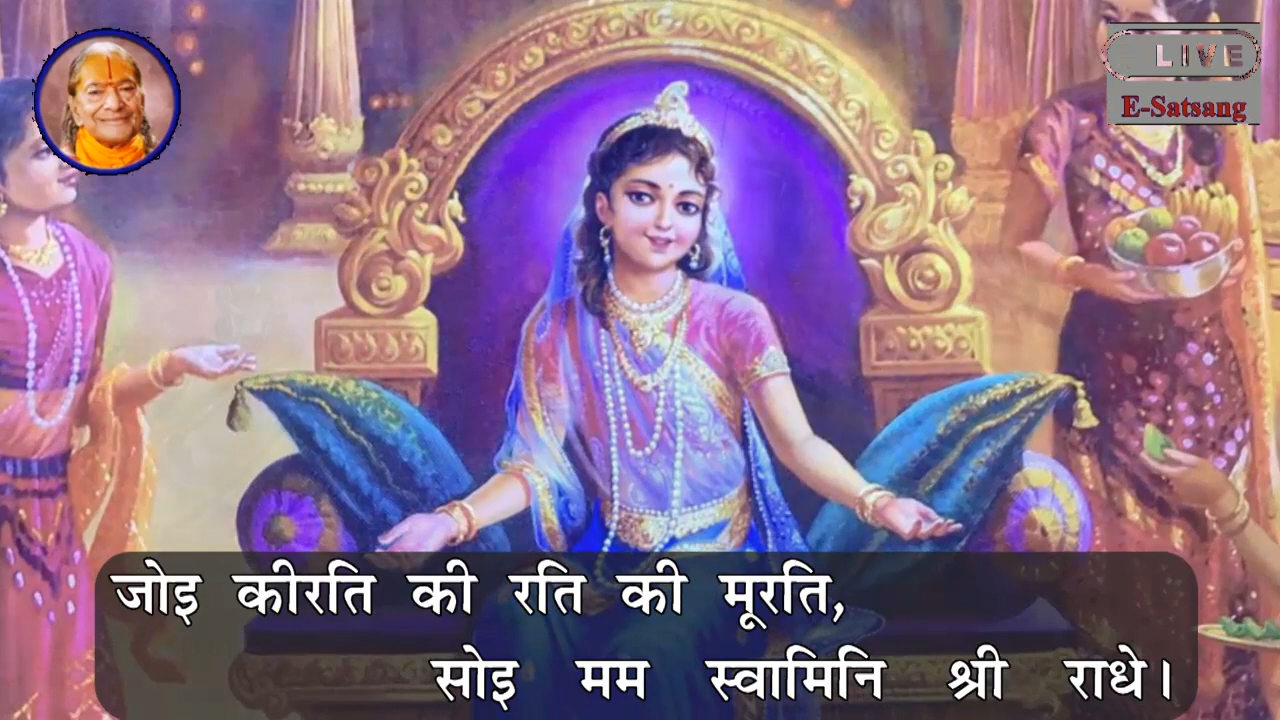 LIVE
E-Satsang
जोइ कीरति की रति की मूरति,
सोइ मम स्वामिनि श्री राधे।